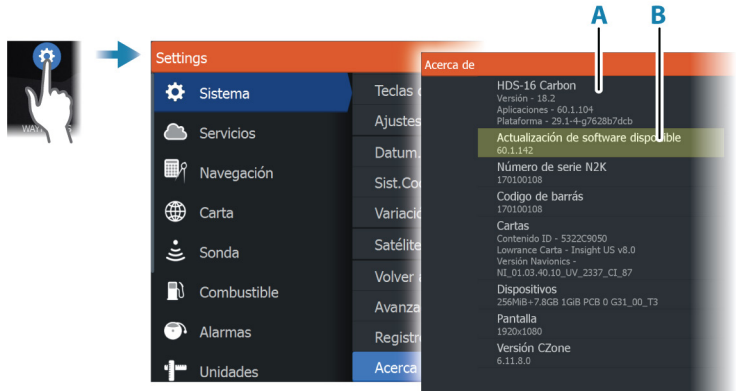 A B
WAY
Settings
Sistema
Servicios
Navegación
Carta
Sonda
Combustible
Alarmas
Unidades
Teclas
Ajustes
Datum.
Sist.Coo
Variació
Satélite
Volver
Avanza
Registr
Acerca
Acerca de
HDS-16 Carbon
Versión - 18.2
Aplicaciones - 60.1.104
Plataforma - 29.1-4-g7628b7dcb
Actualización de software disponible
60.1.142
Número de serie N2K
170100108
Codigo de barrás
170100108
Cartas
Contenido ID - 5322C9050
Lowrance Carta - Insight US v8.0
Versión Navionics -
NI_01.03.40.10_UV_2337_CI_87
Dispositivos
256MiB+7.8GB 1GiB PCB 0 G31_00_T3
Pantalla
1920x1080
Versión CZone
6.11.8.0